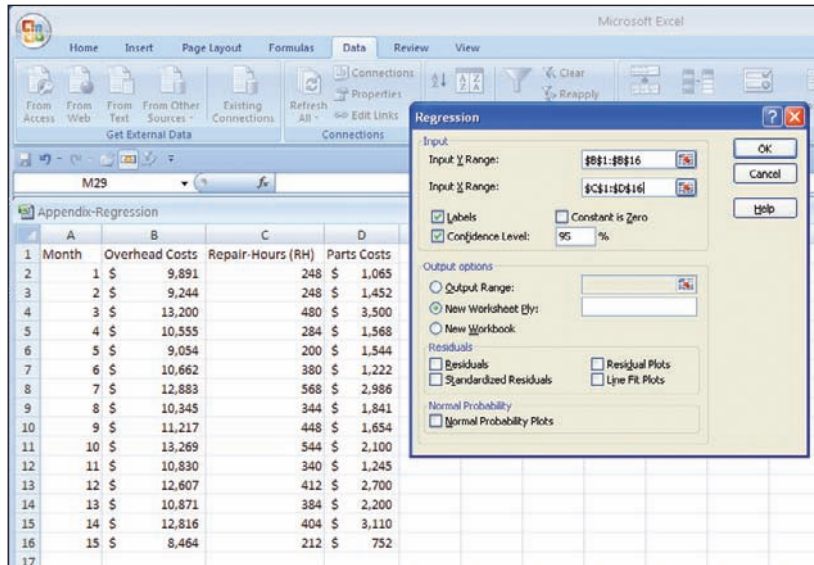 Microsoft Excel
Home Insert Page Layout Formulas Data Review View
From Access
From Web
From Text
From Other Sources
Existing Connections
Get External Data
Refresh All
Connections
Properties
Edit Links
Connections
Clear
Reapply
M29 fx
Appendix-Regression
A B C D
1 Month Overhead Costs Repair-Hours (RH) Parts Costs
2 1 $ 9,891 248 $ 1,065
3 2 $ 9,244 248 $ 1,452
4 3 $ 13,200 480 $ 3,500
5 4 $ 10,555 284 $ 1,568
6 5 $ 9,054 200 $ 1,544
7 6 $ 10,662 380 $ 1,222
8 7 $ 12,883 568 $ 2,986
9 8 $ 10,345 344 $ 1,841
10 9 $ 11,217 448 $ 1,654
11 10 $ 13,269 544 $ 2,100
12 11 $ 10,830 340 $ 1,245
13 12 $ 12,607 412 $ 2,700
14 13 $ 10,871 384 $ 2,200
15 14 $ 12,816 404 $ 3,110
16 15 $ 8,464 212 $ 752
17
Regression
Input
Input Y Range: $B$1:$B$16
Input X Range: $C$1:$D$16
Labels Constant is Zero
Confidence Level: 95 %
Output options
Output Range:
New Worksheet Ply:
New Workbook
Residuals
Residuals Residual Plots
Standardized Residuals Line Fit Plots
Normal Probability
Normal Probability Plots
OK
Cancel
Help